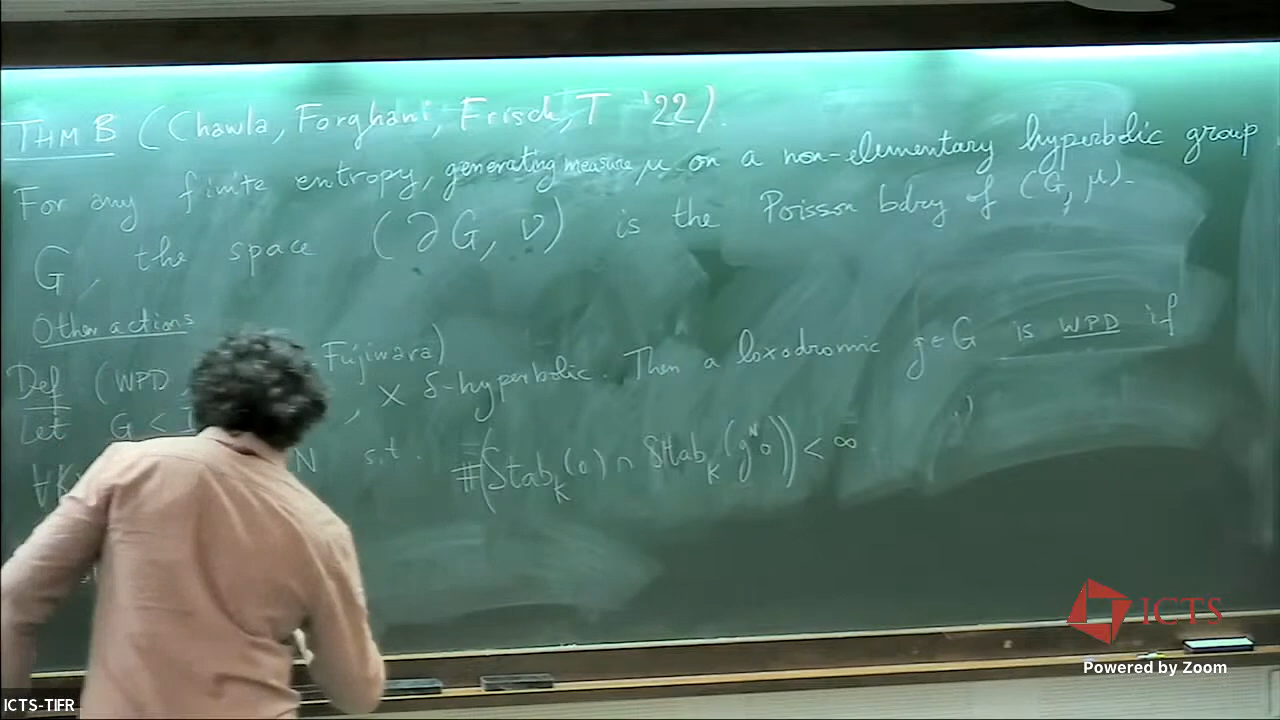 THM B (Chawla, Forghani, Frisch, T '22).
For any finite entropy, generating measure μ on a non-elementary hyperbolic group
G, the space (∂G, ν) is the Poisson bdry of (G, μ).
Other actions
Def (WPD, Fujiwara)
Let G < , X δ-hyperbolic. Then a loxodromic g∈G is WPD if
∀K N s.t. #(Stab_K(o) ∩ Stab_K(g^N o)) < ∞
ICTS
Powered by Zoom
ICTS-TIFR